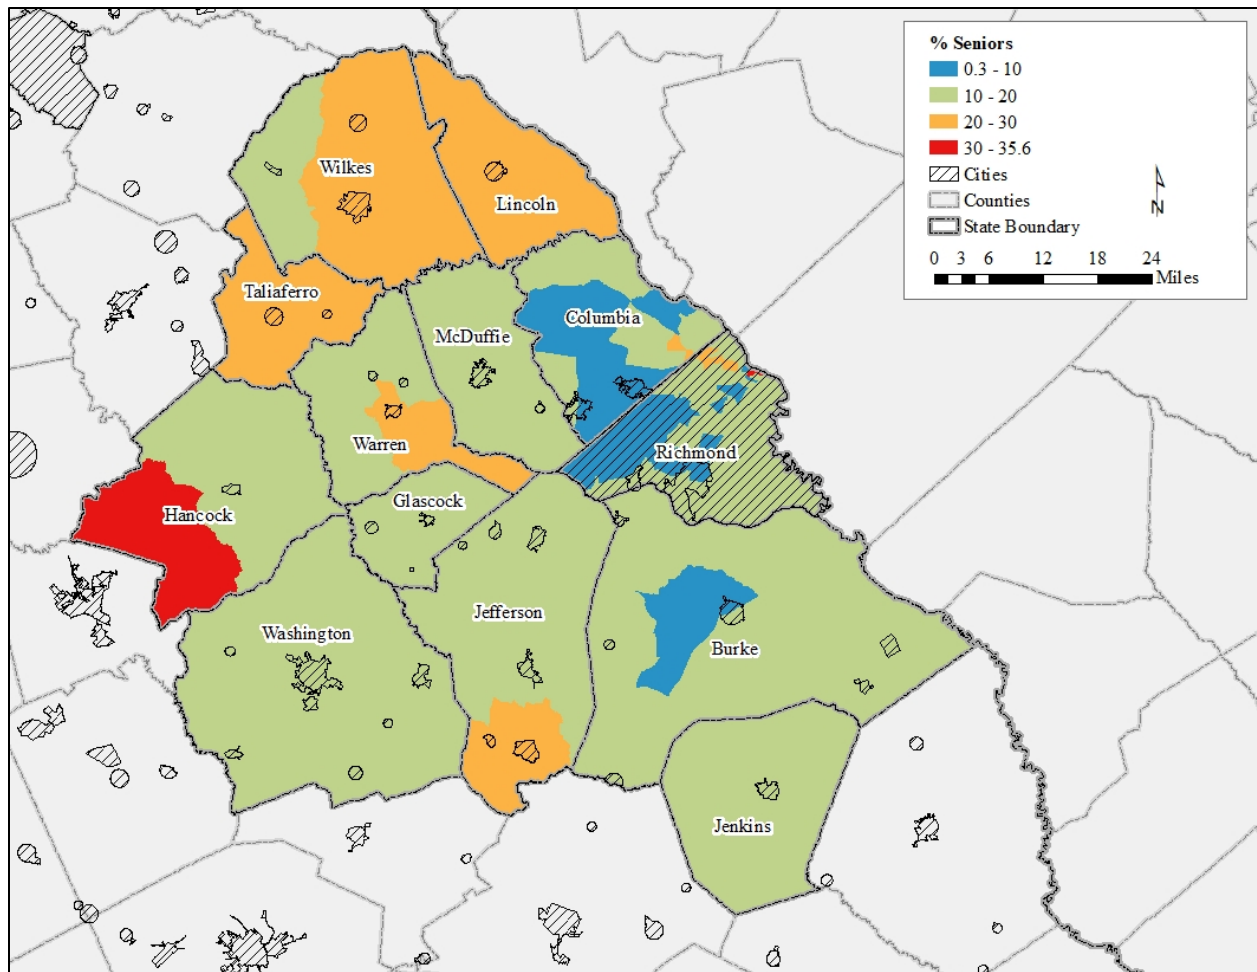 % Seniors
0.3 - 10
10 - 20
20 - 30
30 - 35.6
Cities
Counties
State Boundary
N
0 3 6 12 18 24
Miles
Wilkes
Lincoln
Taliaferro
Columbia
McDuffie
Warren
Richmond
Glascock
Hancock
Jefferson
Washington
Burke
Jenkins